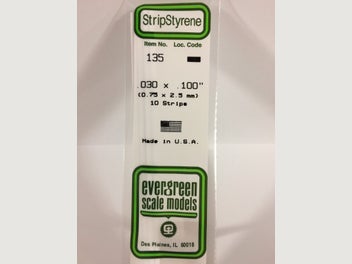 StripStyrene
Item No. Loc. Code
135
.030 x .100"
(0.75 x 2.5 mm)
10 Strips
Made in U.S.A.
evergreen
scale models
Des Plaines, IL 60018